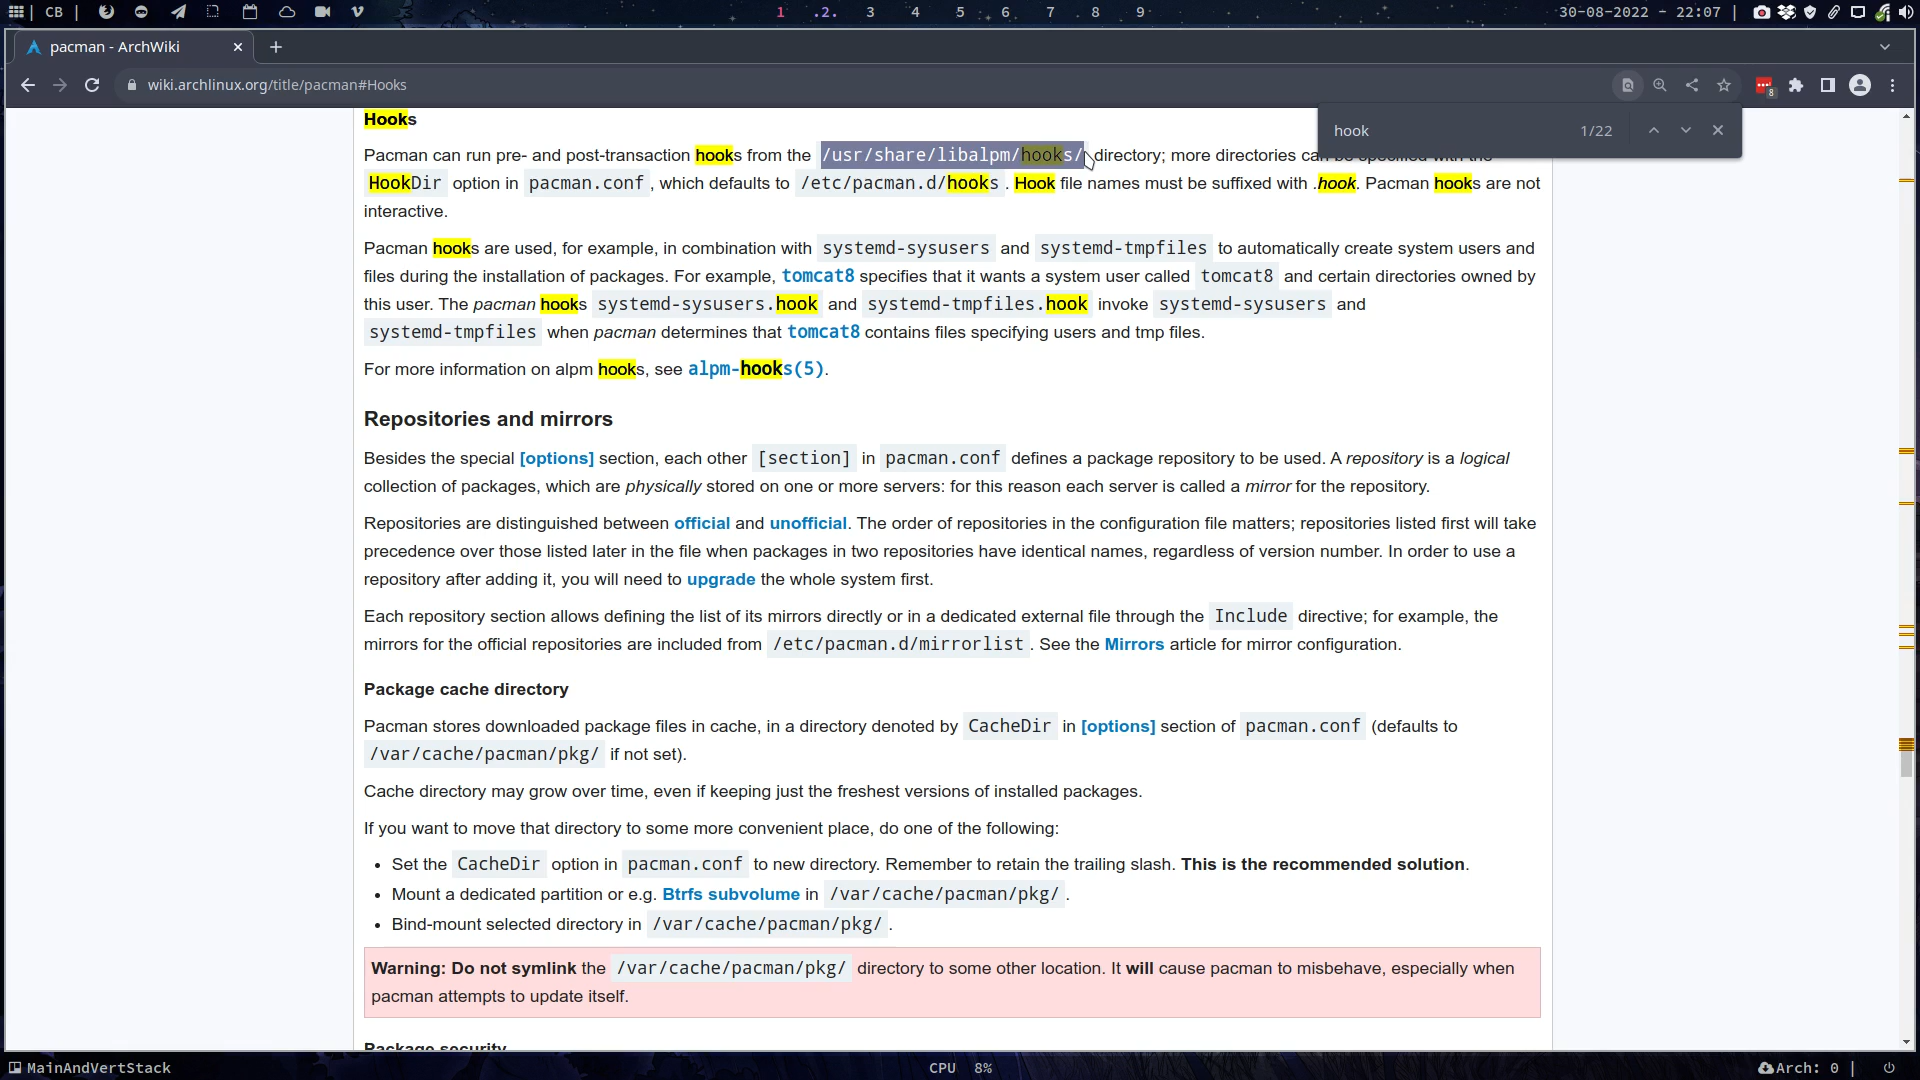 CB
1 .2. 3 4 5 6 7 8 9
30-08-2022 - 22:07
pacman - ArchWiki
wiki.archlinux.org/title/pacman#Hooks
8
hook 1/22
Hooks
Pacman can run pre- and post-transaction hooks from the /usr/share/libalpm/hooks/ directory; more directories can be specified with the
HookDir option in pacman.conf, which defaults to /etc/pacman.d/hooks. Hook file names must be suffixed with .hook. Pacman hooks are not
interactive.
Pacman hooks are used, for example, in combination with systemd-sysusers and systemd-tmpfiles to automatically create system users and
files during the installation of packages. For example, tomcat8 specifies that it wants a system user called tomcat8 and certain directories owned by
this user. The pacman hooks systemd-sysusers.hook and systemd-tmpfiles.hook invoke systemd-sysusers and
systemd-tmpfiles when pacman determines that tomcat8 contains files specifying users and tmp files.
For more information on alpm hooks, see alpm-hooks(5).
Repositories and mirrors
Besides the special [options] section, each other [section] in pacman.conf defines a package repository to be used. A repository is a logical
collection of packages, which are physically stored on one or more servers: for this reason each server is called a mirror for the repository.
Repositories are distinguished between official and unofficial. The order of repositories in the configuration file matters; repositories listed first will take
precedence over those listed later in the file when packages in two repositories have identical names, regardless of version number. In order to use a
repository after adding it, you will need to upgrade the whole system first.
Each repository section allows defining the list of its mirrors directly or in a dedicated external file through the Include directive; for example, the
mirrors for the official repositories are included from /etc/pacman.d/mirrorlist. See the Mirrors article for mirror configuration.
Package cache directory
Pacman stores downloaded package files in cache, in a directory denoted by CacheDir in [options] section of pacman.conf (defaults to
/var/cache/pacman/pkg/ if not set).
Cache directory may grow over time, even if keeping just the freshest versions of installed packages.
If you want to move that directory to some more convenient place, do one of the following:
• Set the CacheDir option in pacman.conf to new directory. Remember to retain the trailing slash. This is the recommended solution.
• Mount a dedicated partition or e.g. Btrfs subvolume in /var/cache/pacman/pkg/.
• Bind-mount selected directory in /var/cache/pacman/pkg/.
Warning: Do not symlink the /var/cache/pacman/pkg/ directory to some other location. It will cause pacman to misbehave, especially when
pacman attempts to update itself.
Package security
MainAndVertStack
CPU 8%
Arch: 0